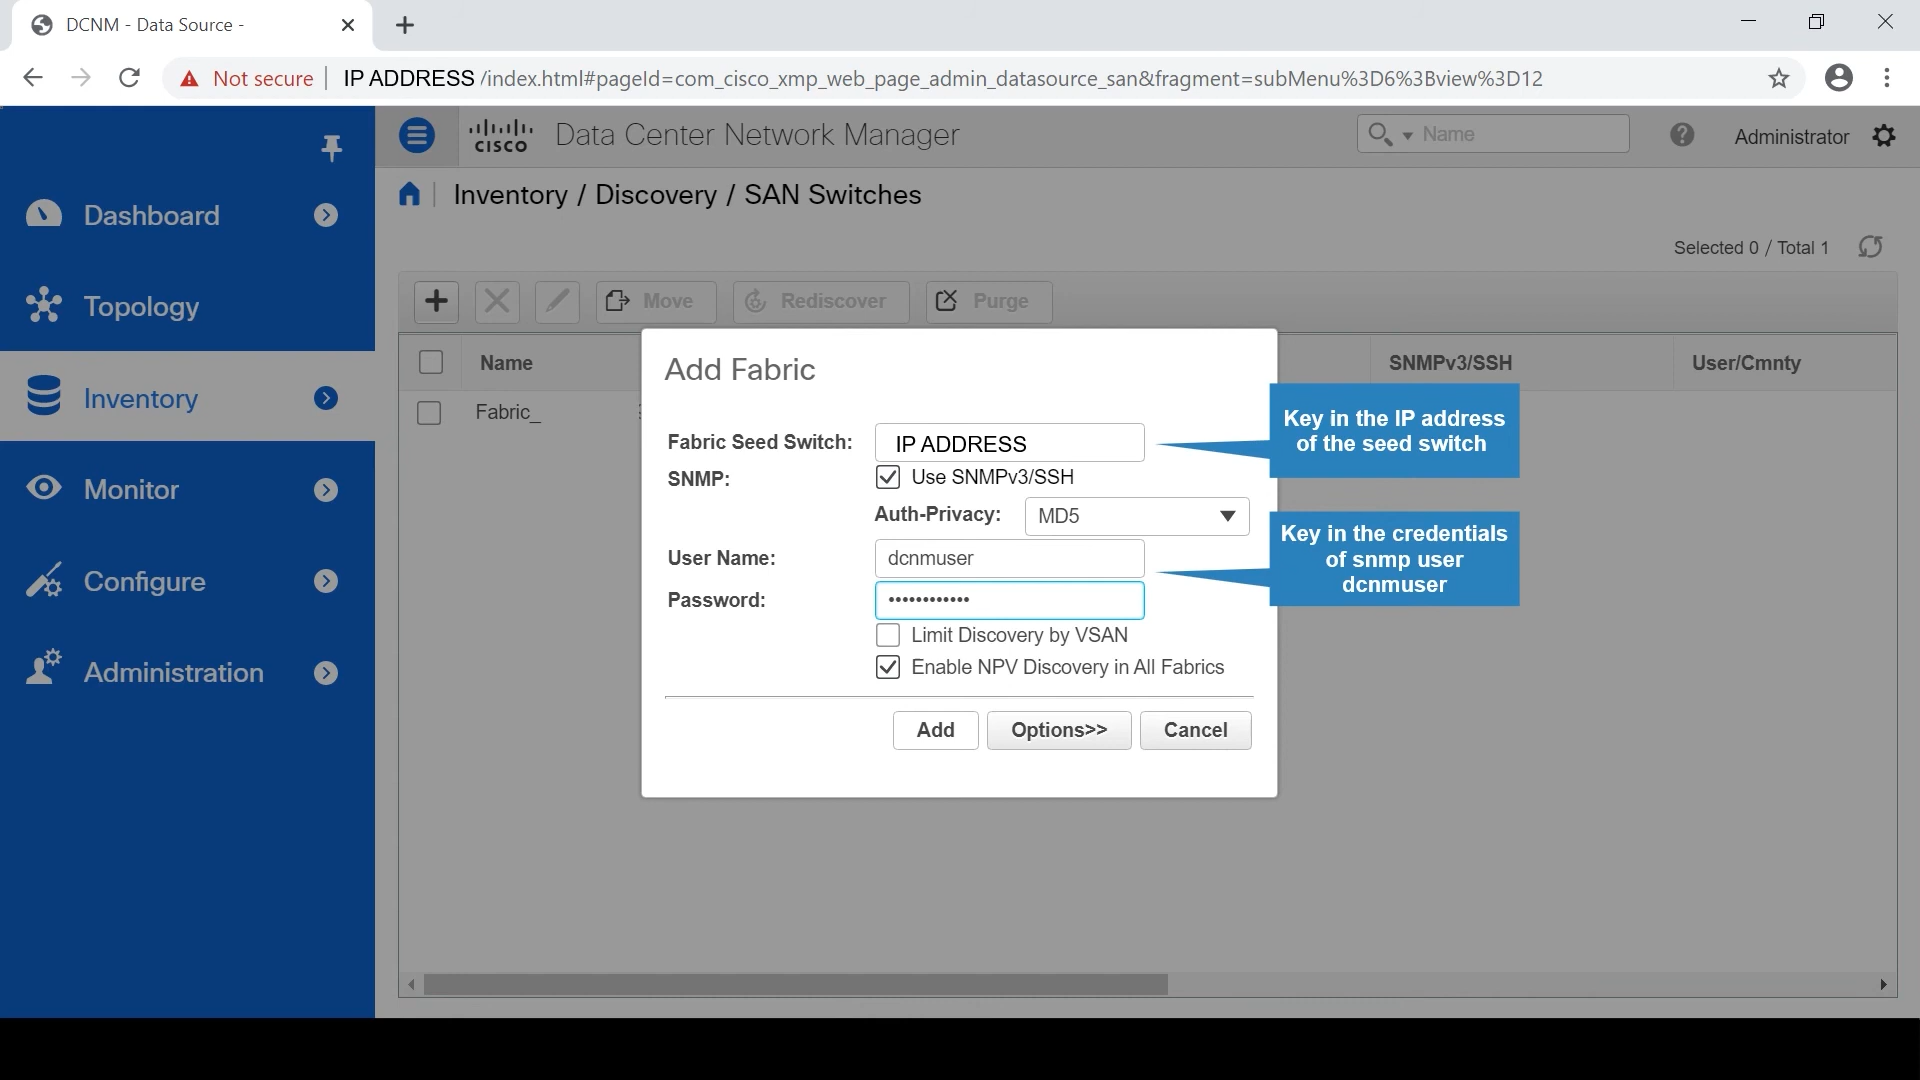 DCNM - Data Source -
Not secure IP ADDRESS /index.html#pageId=com_cisco_xmp_web_page_admin_datasource_san&fragment=subMenu%3D6%3Bview%3D12
CISCO Data Center Network Manager
Name
Administrator
Inventory / Discovery / SAN Switches
Dashboard
Topology
Inventory
Monitor
Configure
Administration
Selected 0 / Total 1
Move Rediscover Purge
Name SNMPv3/SSH User/Cmnty
Fabric_
Add Fabric
Fabric Seed Switch: IP ADDRESS
SNMP: Use SNMPv3/SSH
Auth-Privacy: MD5
User Name: dcnmuser
Password: ••••••••••••
Limit Discovery by VSAN
Enable NPV Discovery in All Fabrics
Add Options>> Cancel
Key in the IP address
of the seed switch
Key in the credentials
of snmp user
dcnmuser